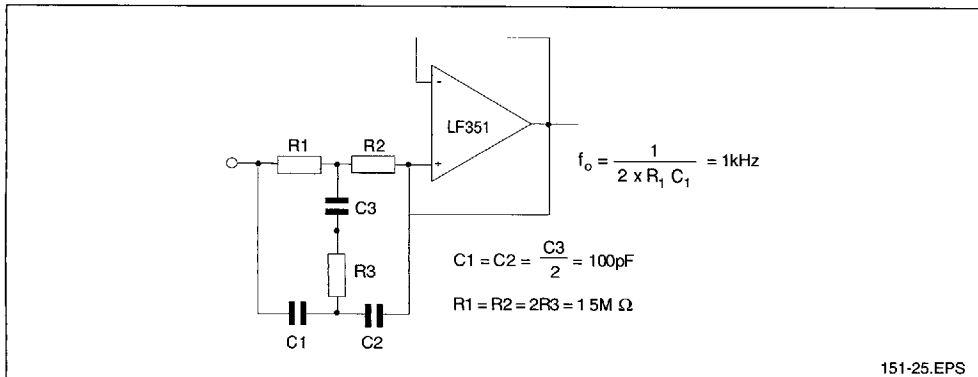 LF351
-
+
R1
R2
C3
R3
C1
C2
f_o = 1 / (2 x R_1 C_1) = 1kHz
C1 = C2 = C3 / 2 = 100pF
R1 = R2 = 2R3 = 1 5M Ω
151-25.EPS